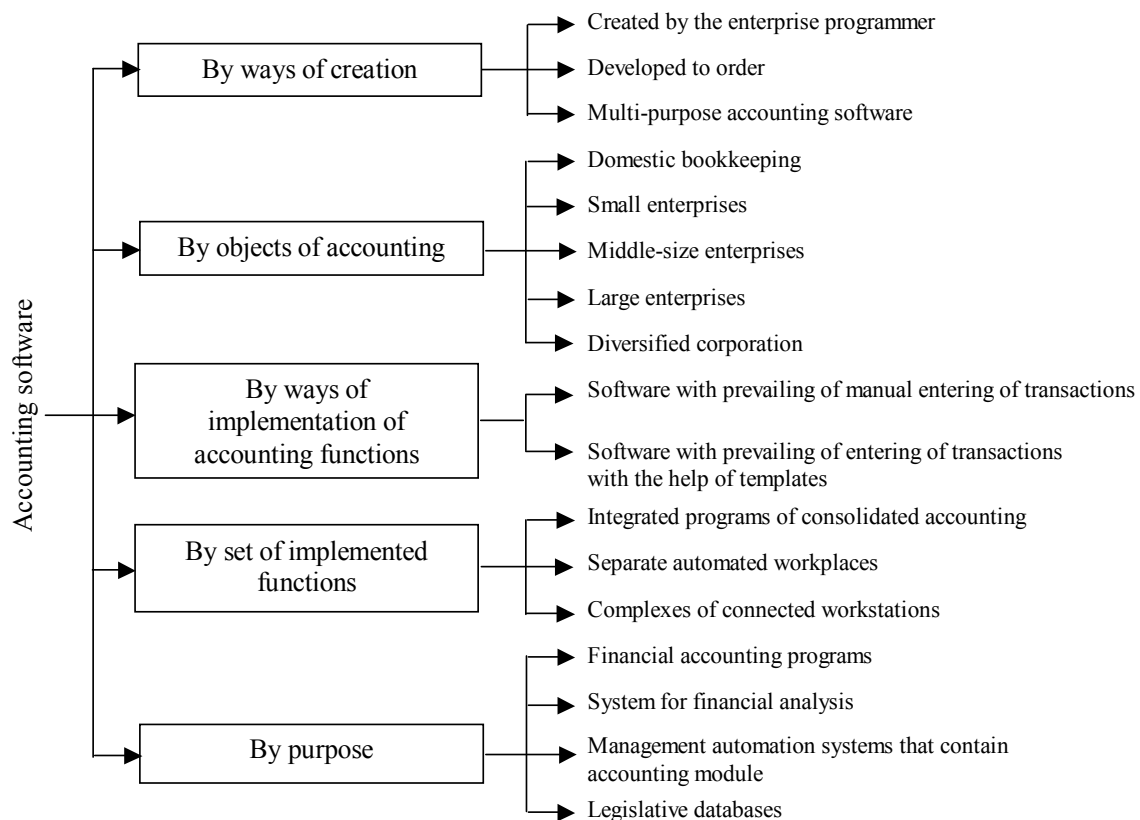 Accounting software
By ways of creation
Created by the enterprise programmer
Developed to order
Multi-purpose accounting software
By objects of accounting
Domestic bookkeeping
Small enterprises
Middle-size enterprises
Large enterprises
Diversified corporation
By ways of
implementation of
accounting functions
Software with prevailing of manual entering of transactions
Software with prevailing of entering of transactions
with the help of templates
By set of implemented
functions
Integrated programs of consolidated accounting
Separate automated workplaces
Complexes of connected workstations
By purpose
Financial accounting programs
System for financial analysis
Management automation systems that contain
accounting module
Legislative databases